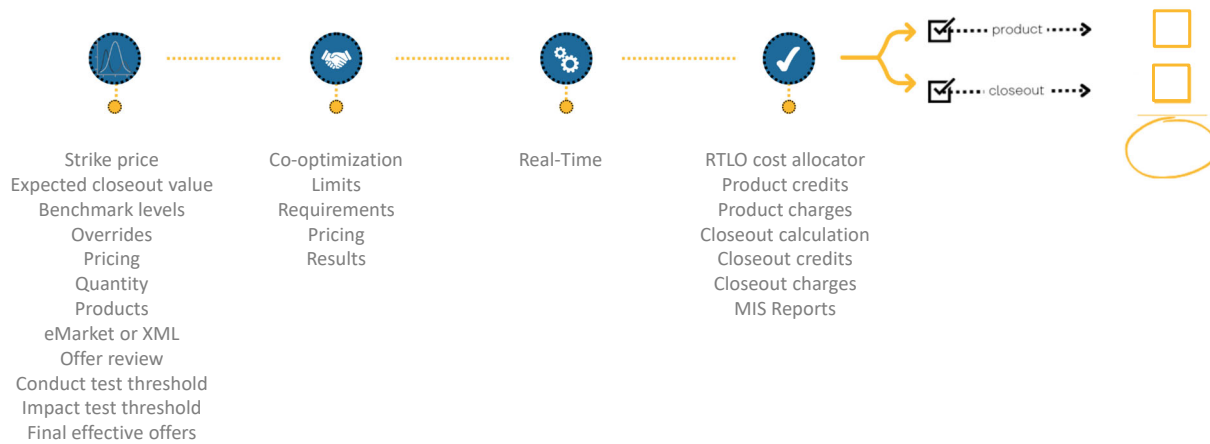 product
closeout
Strike price
Expected closeout value
Benchmark levels
Overrides
Pricing
Quantity
Products
eMarket or XML
Offer review
Conduct test threshold
Impact test threshold
Final effective offers
Co-optimization
Limits
Requirements
Pricing
Results
Real-Time
RTLO cost allocator
Product credits
Product charges
Closeout calculation
Closeout credits
Closeout charges
MIS Reports